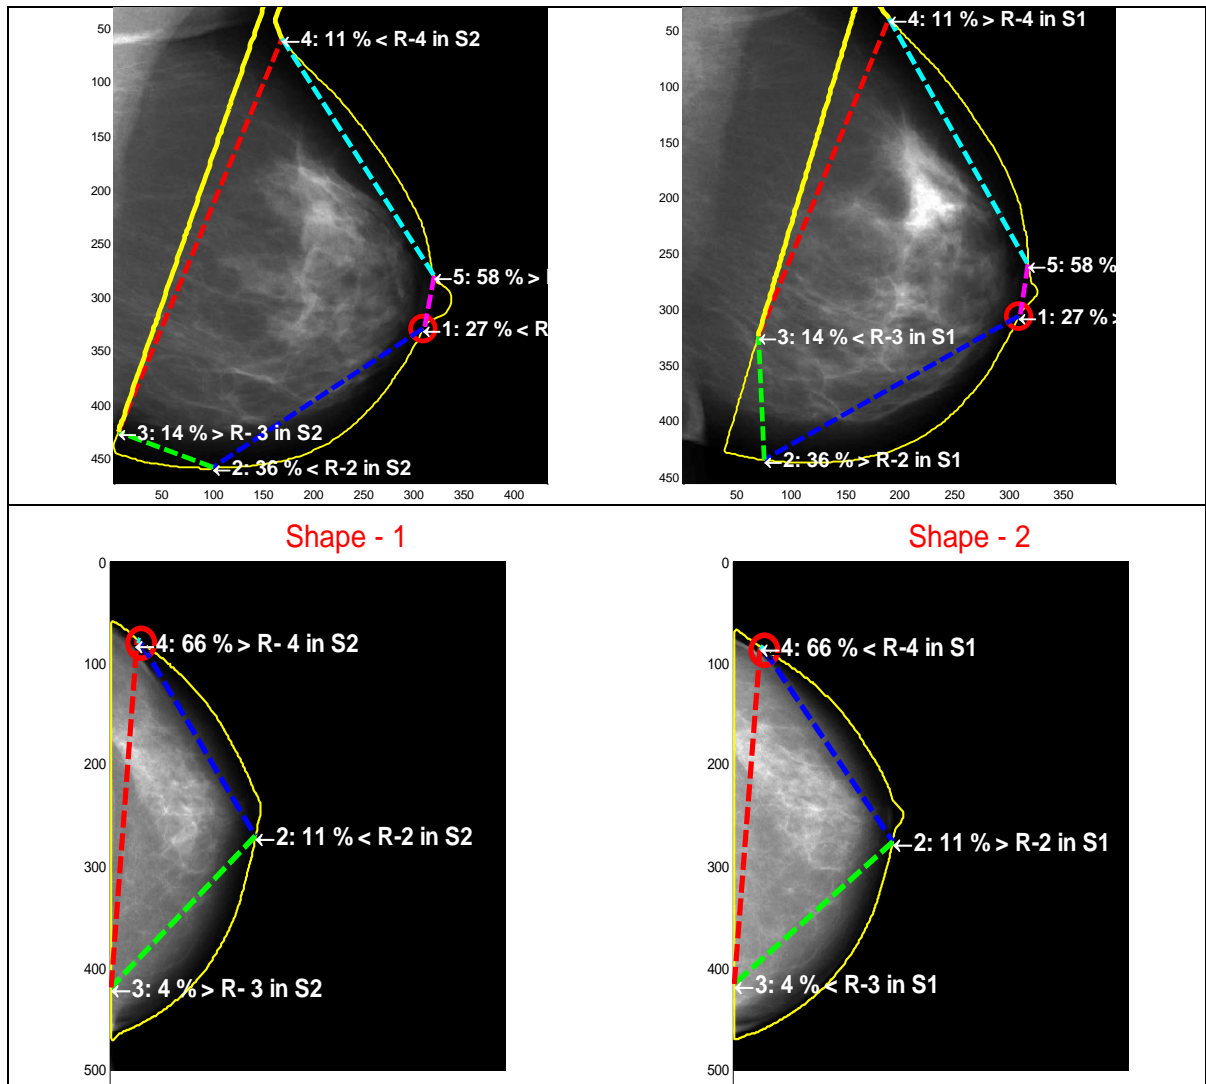 50
100
150
200
250
300
350
400
450
50 100 150 200 250 300 350 400
←4: 11 % < R-4 in S2
←5: 58 % >
←1: 27 % < R
←3: 14 % > R- 3 in S2
←2: 36 % < R-2 in S2
50
100
150
200
250
300
350
400
450
50 100 150 200 250 300 350
←4: 11 % > R-4 in S1
←5: 58 %
←1: 27 % >
←3: 14 % < R-3 in S1
←2: 36 % > R-2 in S1
Shape - 1
0
100
200
300
400
500
←4: 66 % > R- 4 in S2
←2: 11 % < R-2 in S2
←3: 4 % > R- 3 in S2
Shape - 2
0
100
200
300
400
500
←4: 66 % < R-4 in S1
←2: 11 % > R-2 in S1
←3: 4 % < R-3 in S1